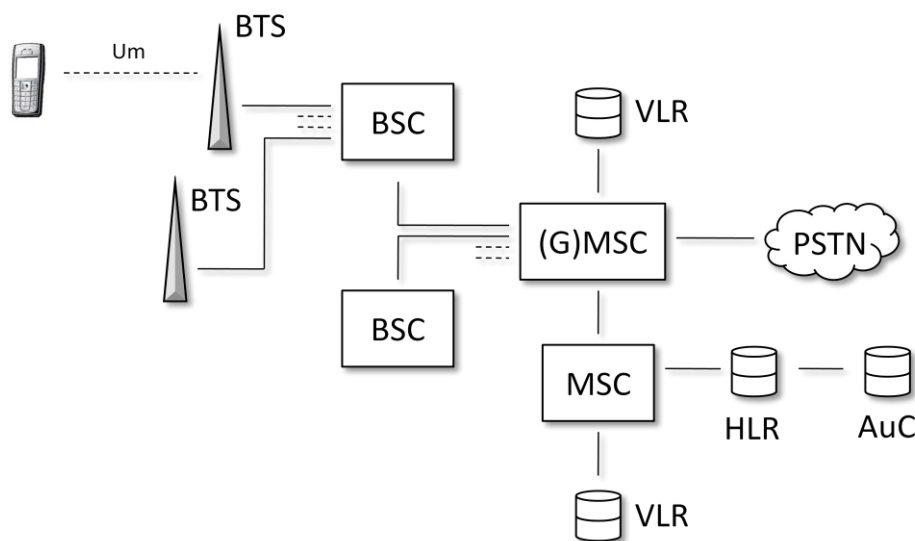 BTS
Um
BSC
VLR
BTS
(G)MSC
PSTN
BSC
MSC
HLR
AuC
VLR